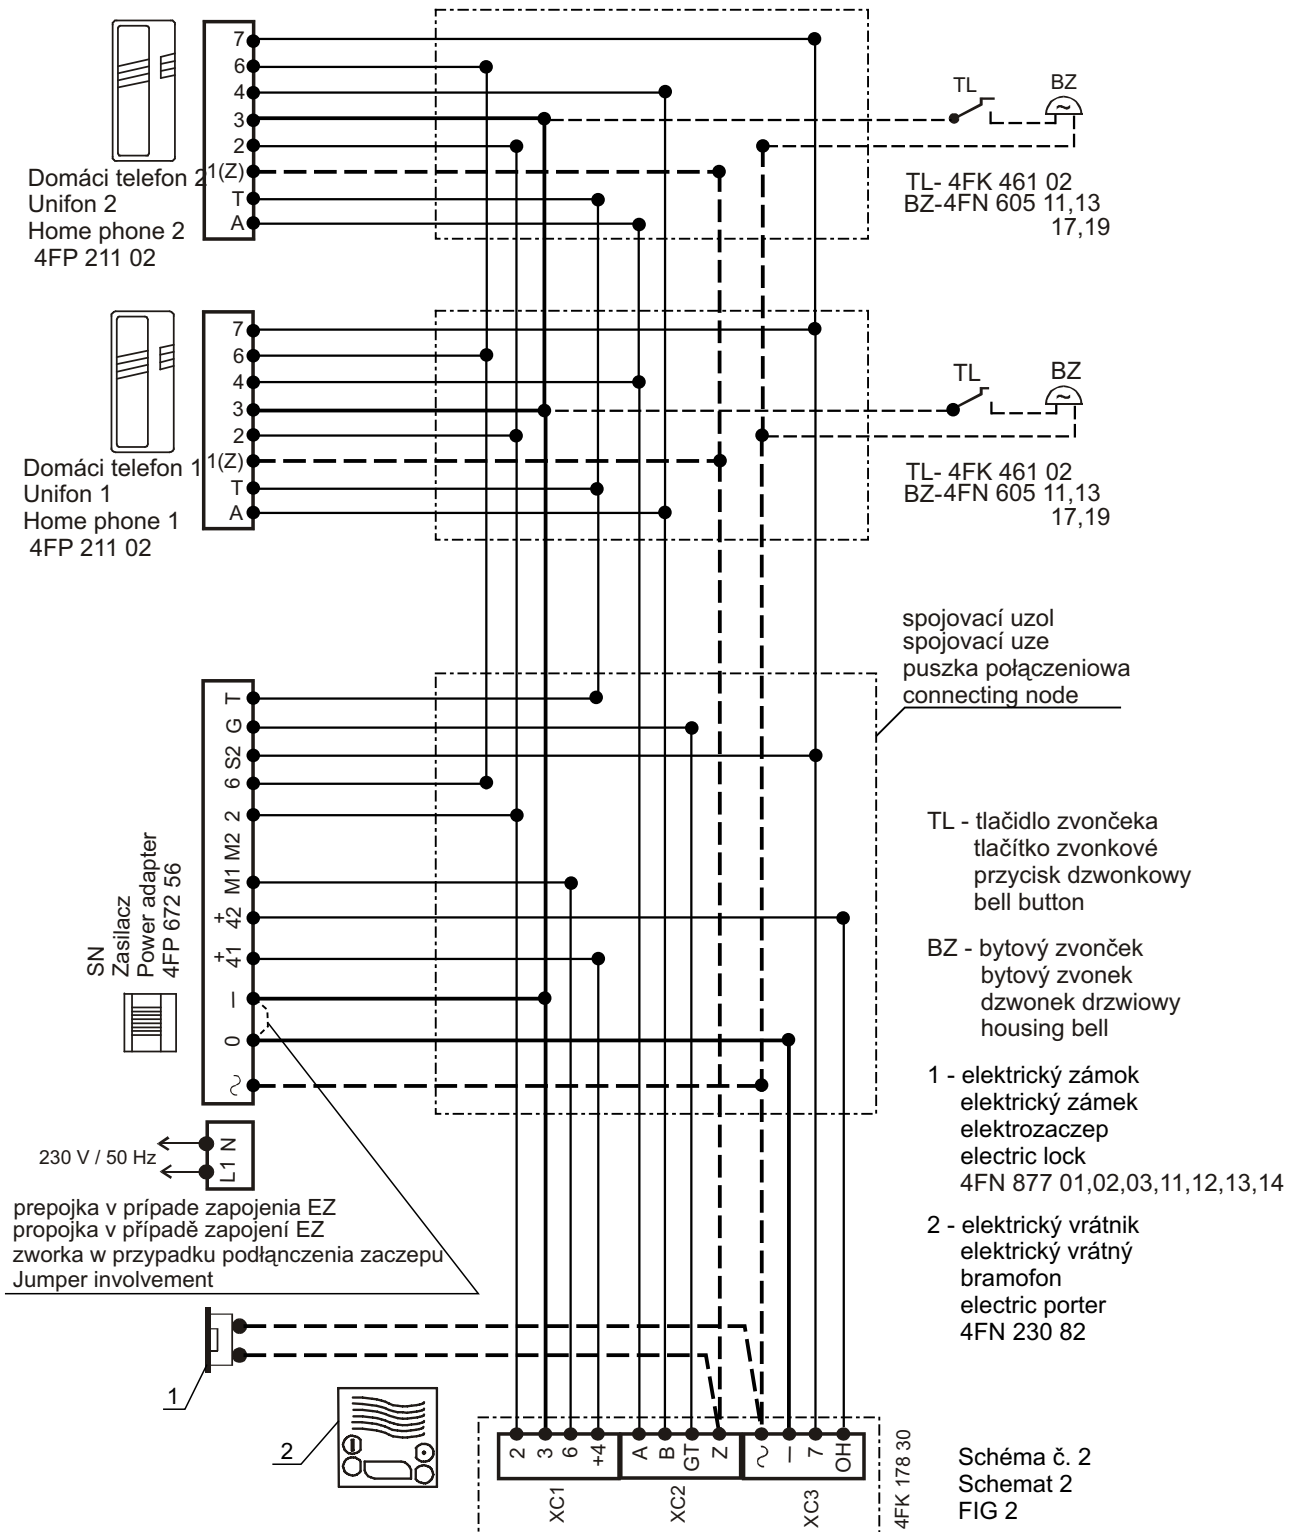 7
6
4
3
2
1(Z)
T
A
Domáci telefon 2
Unifon 2
Home phone 2
4FP 211 02
TL
BZ
~
TL- 4FK 461 02
BZ-4FN 605 11,13
17,19
7
6
4
3
2
1(Z)
T
A
Domáci telefon 1
Unifon 1
Home phone 1
4FP 211 02
TL
BZ
~
TL- 4FK 461 02
BZ-4FN 605 11,13
17,19
spojovací uzol
spojovací uze
puszka połączeniowa
connecting node
T
G
S2
6
2
M2
M1
+42
+41
–
0
~
SN
Zasilacz
Power adapter
4FP 672 56
TL - tlačidlo zvončeka
tlačítko zvonkové
przycisk dzwonkowy
bell button
BZ - bytový zvonček
bytový zvonek
dzwonek drzwiowy
housing bell
1 - elektrický zámok
elektrický zámek
elektrozaczep
electric lock
4FN 877 01,02,03,11,12,13,14
2 - elektrický vrátnik
elektrický vrátný
bramofon
electric porter
4FN 230 82
230 V / 50 Hz
L1 N
prepojka v prípade zapojenia EZ
propojka v případě zapojení EZ
zworka w przypadku podłąnczenia zaczepu
Jumper involvement
1
2
2
3
6
+4
A
B
GT
Z
~
–
7
OH
XC1
XC2
XC3
4FK 178 30
Schéma č. 2
Schemat 2
FIG 2